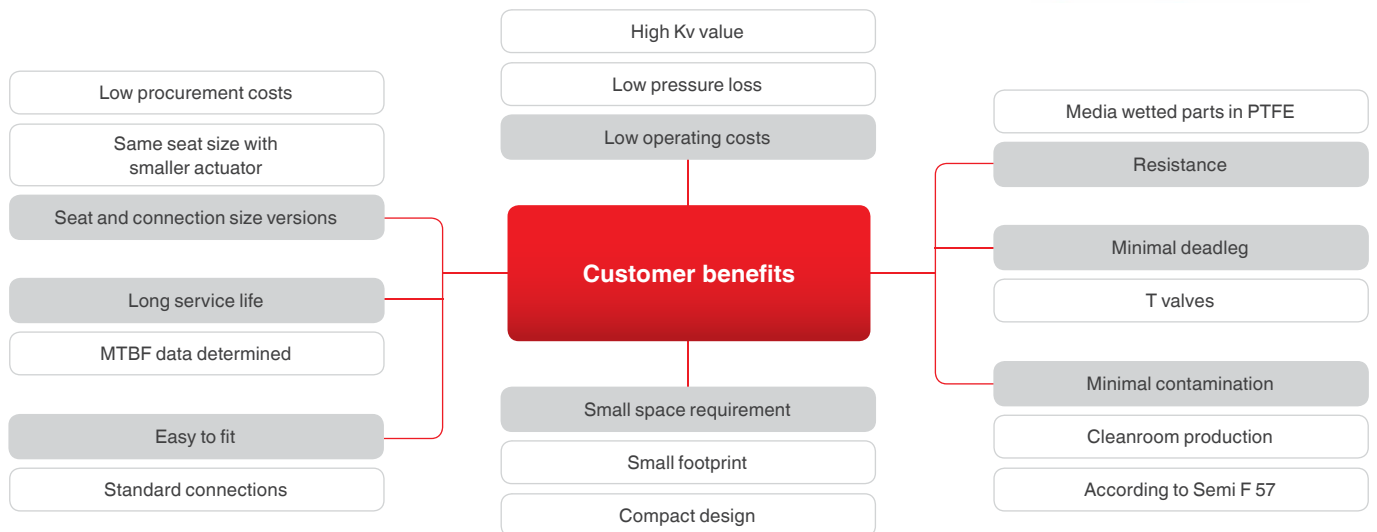 High Kv value
Low pressure loss
Low operating costs
Low procurement costs
Same seat size with
smaller actuator
Seat and connection size versions
Long service life
MTBF data determined
Easy to fit
Standard connections
Customer benefits
Small space requirement
Small footprint
Compact design
Media wetted parts in PTFE
Resistance
Minimal deadleg
T valves
Minimal contamination
Cleanroom production
According to Semi F 57